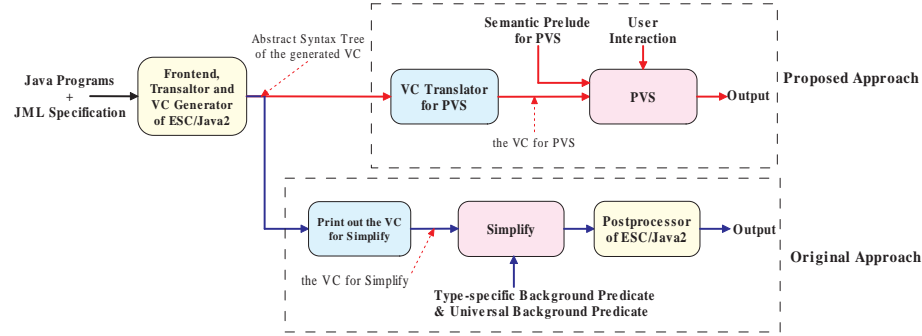 Semantic Prelude
for PVS
User
Interaction
Abstract Syntax Tree
of the generated VC
Java Programs
+
JML Specification
Frontend,
Transaltor and
VC Generator
of ESC/Java2
VC Translator
for PVS
PVS
Output
Proposed Approach
the VC for PVS
Print out the VC
for Simplify
Simplify
Postprocessor
of ESC/Java2
Output
Original Approach
the VC for Simplify
Type-specific Background Predicate
& Universal Background Predicate